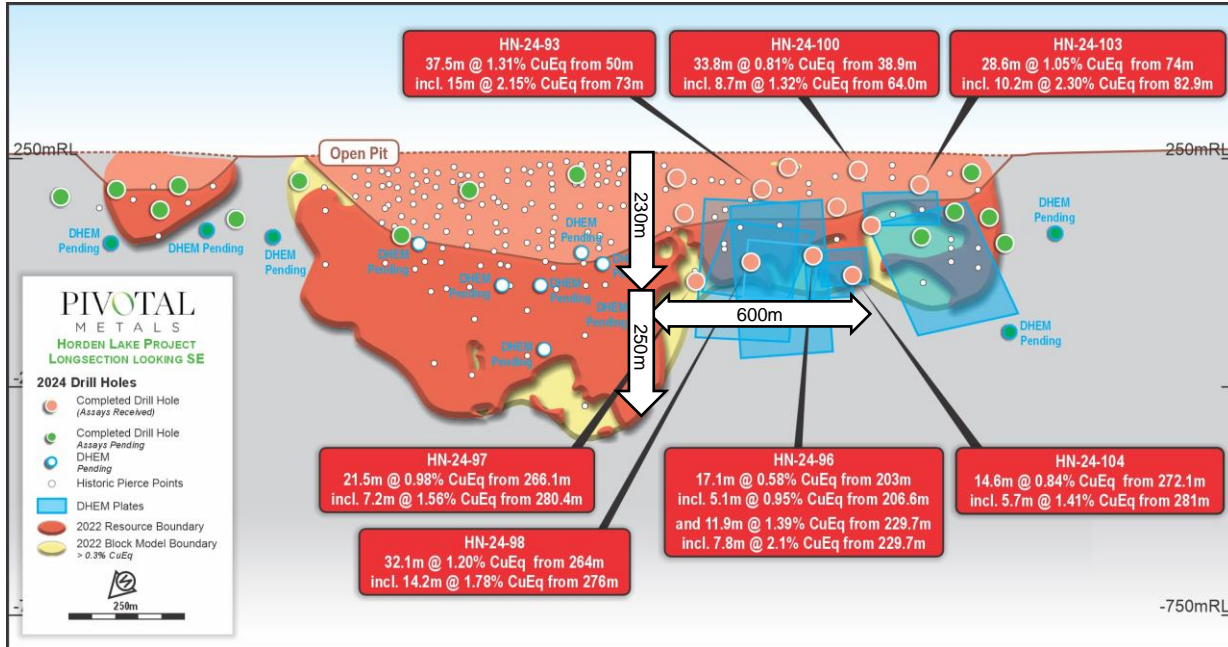 HN-24-93
37.5m @ 1.31% CuEq from 50m
incl. 15m @ 2.15% CuEq from 73m
HN-24-100
33.8m @ 0.81% CuEq from 38.9m
incl. 8.7m @ 1.32% CuEq from 64.0m
HN-24-103
28.6m @ 1.05% CuEq from 74m
incl. 10.2m @ 2.30% CuEq from 82.9m
250mRL
Open Pit
250mRL
230m
DHEM
Pending
DHEM
Pending
DHEM
Pending
DHEM
Pending
DHEM
Pending
DHEM
DHEM
Pending
DHEM
Pending
DHEM
Pending
DHEM
Pending
DHEM
Pending
600m
250m
PIVOTAL
METALS
HORDEN LAKE PROJECT
LONGSECTION LOOKING SE
2024 Drill Holes
Completed Drill Hole
(Assays Received)
Completed Drill Hole
Assays Pending
DHEM
Pending
Historic Pierce Points
DHEM Plates
2022 Resource Boundary
2022 Block Model Boundary
> 0.3% CuEq
250m
HN-24-97
21.5m @ 0.98% CuEq from 266.1m
incl. 7.2m @ 1.56% CuEq from 280.4m
HN-24-96
17.1m @ 0.58% CuEq from 203m
incl. 5.1m @ 0.95% CuEq from 206.6m
and 11.9m @ 1.39% CuEq from 229.7m
incl. 7.8m @ 2.1% CuEq from 229.7m
HN-24-104
14.6m @ 0.84% CuEq from 272.1m
incl. 5.7m @ 1.41% CuEq from 281m
HN-24-98
32.1m @ 1.20% CuEq from 264m
incl. 14.2m @ 1.78% CuEq from 276m
-750mRL